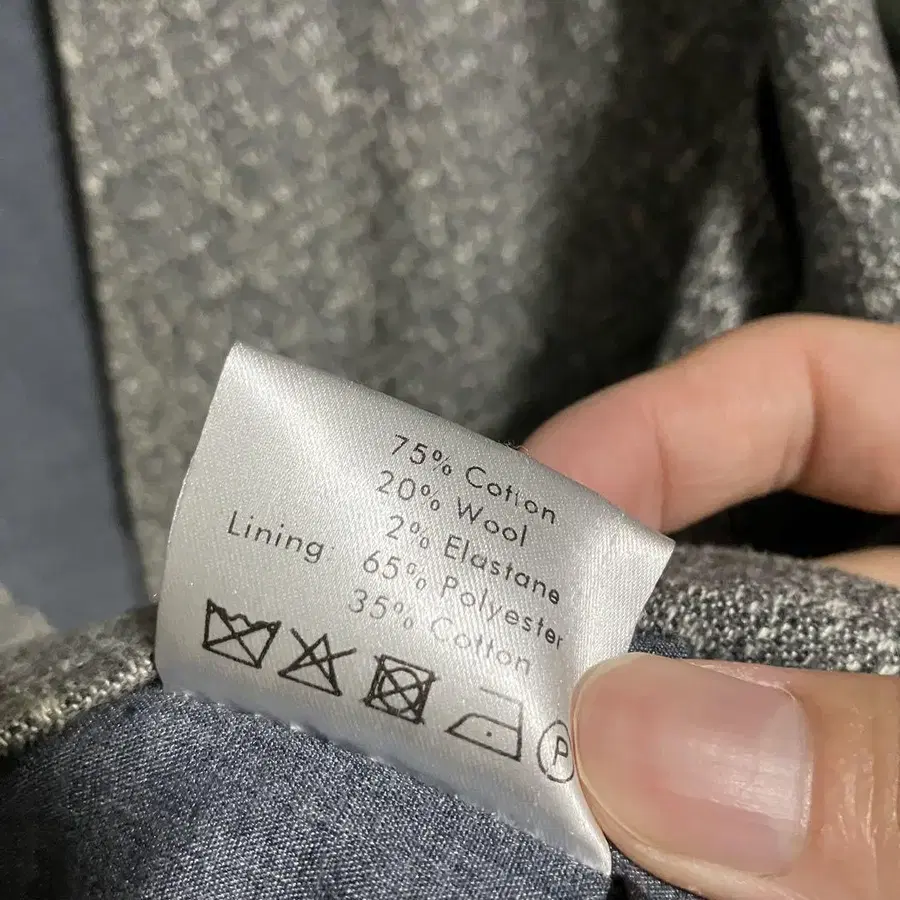 75% Cotton
20% Wool
2% Elastane
Lining: 65% Polyester
35% Cotton
P